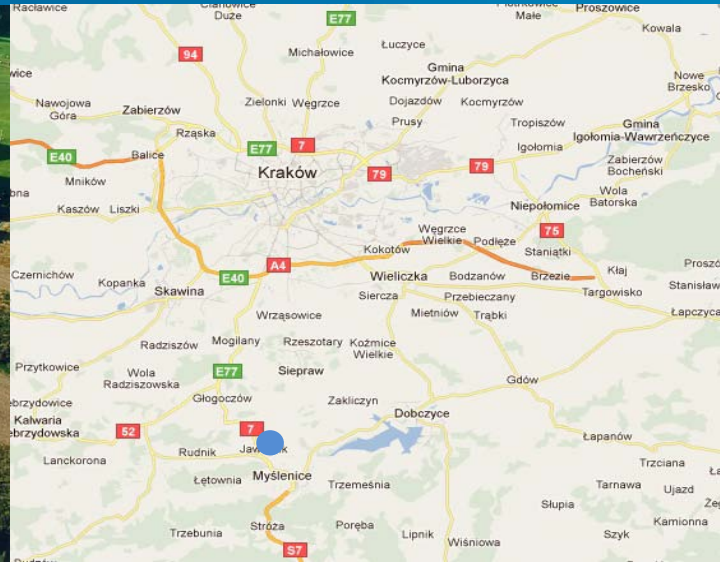 Racławice
Duże
E77
Małe
Proszowice
Kowala
94
Michałowice
Łuczyce
Gmina
Kocmyrzów-Luborzyca
Nowe
Brzesko
Nawojowa
Góra
Zabierzów
Zielonki
Węgrzce
Dojazdów
Kocmyrzów
Prusy
Tropiszów
Gmina
Igołomia-Wawrzeńczyce
Rząska
E77
7
Igołomia
E40
Balice
Kraków
79
79
Zabierzów
Bocheński
Mników
Wola
Batorska
Kaszów
Liszki
Niepołomice
75
Węgrzce
Wielkie
Podłęże
Staniątki
Kokotów
A4
E40
Czernichów
Kopanka
Skawina
Wieliczka
Bodzanów
Brzezie
Kłaj
Targowisko
Siercza
Przebieczany
Mietniów
Trąbki
Wrząsowice
Łapczyca
Radziszów
Mogilany
Rzeszotary
Koźmice
Wielkie
Przytkowice
Wola
Radziszowska
E77
Siepraw
Gdów
Głogoczów
Zakliczyn
Dobczyce
Kalwaria
52
7
Łapanów
Lanckorona
Rudnik
Trzciana
Łętownia
Myślenice
Trzemeśnia
Tarnawa
Ujazd
Słupia
Kamionna
Trzebunia
Stróża
Poręba
Lipnik
Wiśniowa
Szyk
S7